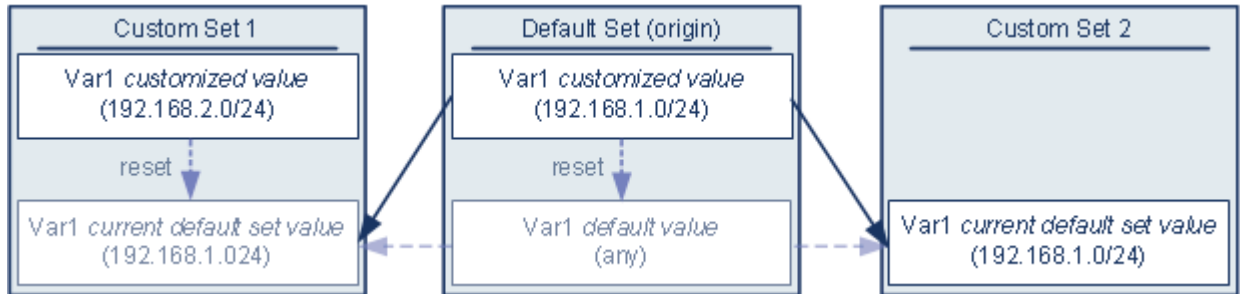 Custom Set 1
Var1 customized value
(192.168.2.0/24)
reset
Var1 current default set value
(192.168.1.024)
Default Set (origin)
Var1 customized value
(192.168.1.0/24)
reset
Var1 default value
(any)
Custom Set 2
Var1 current default set value
(192.168.1.0/24)